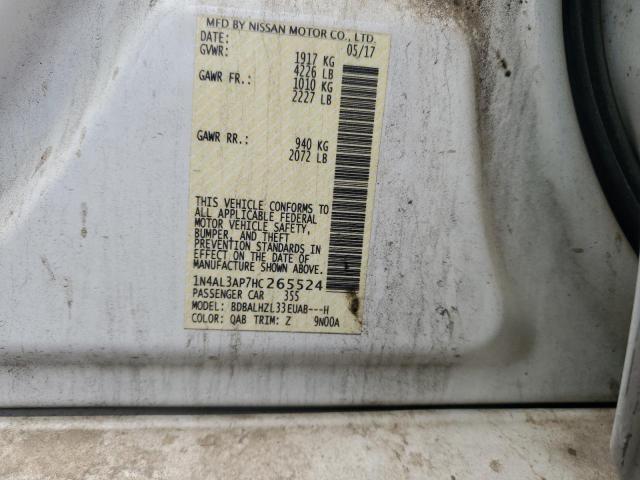 MFD BY NISSAN MOTOR CO., LTD.
DATE: 05/17
GVWR: 1917 KG
4226 LB
GAWR FR.: 1010 KG
2227 LB
GAWR RR.: 940 KG
2072 LB
THIS VEHICLE CONFORMS TO
ALL APPLICABLE FEDERAL
MOTOR VEHICLE SAFETY,
BUMPER, AND THEFT
PREVENTION STANDARDS IN
EFFECT ON THE DATE OF
MANUFACTURE SHOWN ABOVE.
1N4AL3AP7HC265524
PASSENGER CAR 355
MODEL: BDBALHZL33EUAB---H
COLOR: QAB TRIM: Z 9N00A